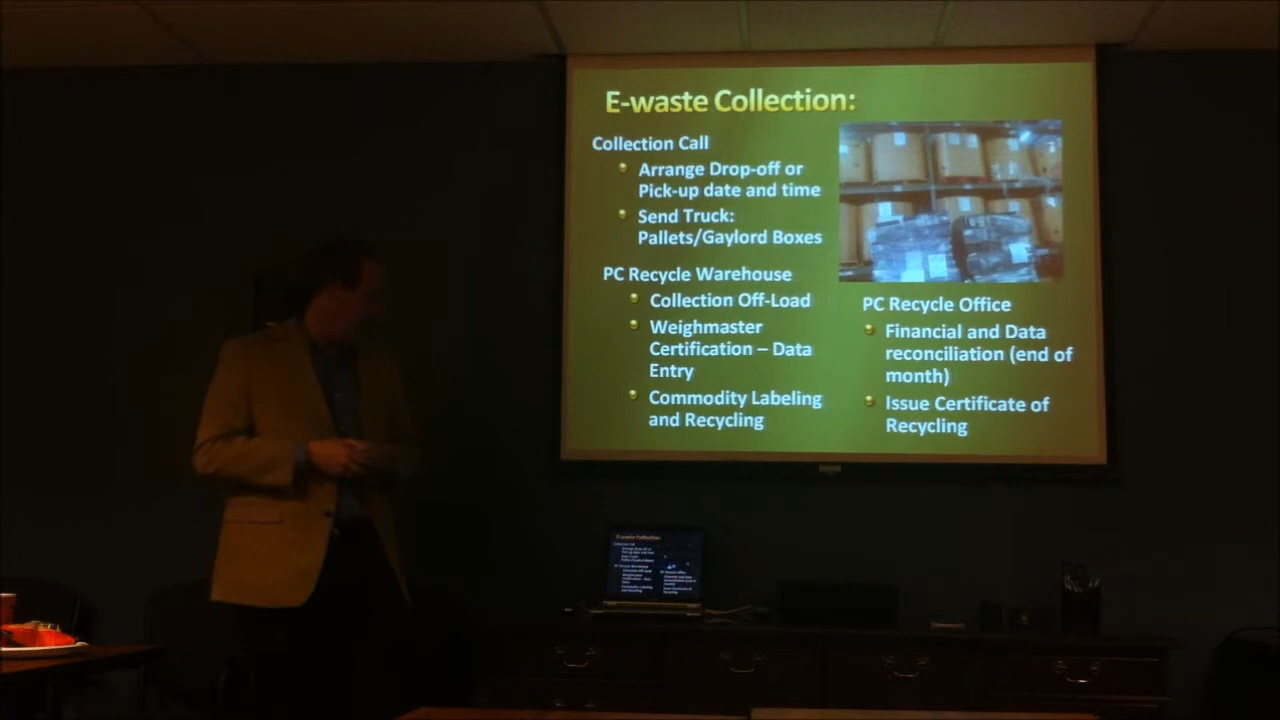 E-waste Collection:
Collection Call
Arrange Drop-off or
Pick-up date and time
Send Truck:
Pallets/Gaylord Boxes
PC Recycle Warehouse
Collection Off-Load
Weighmaster
Certification – Data
Entry
Commodity Labeling
and Recycling
PC Recycle Office
Financial and Data
reconciliation (end of
month)
Issue Certificate of
Recycling
E-waste Collection: